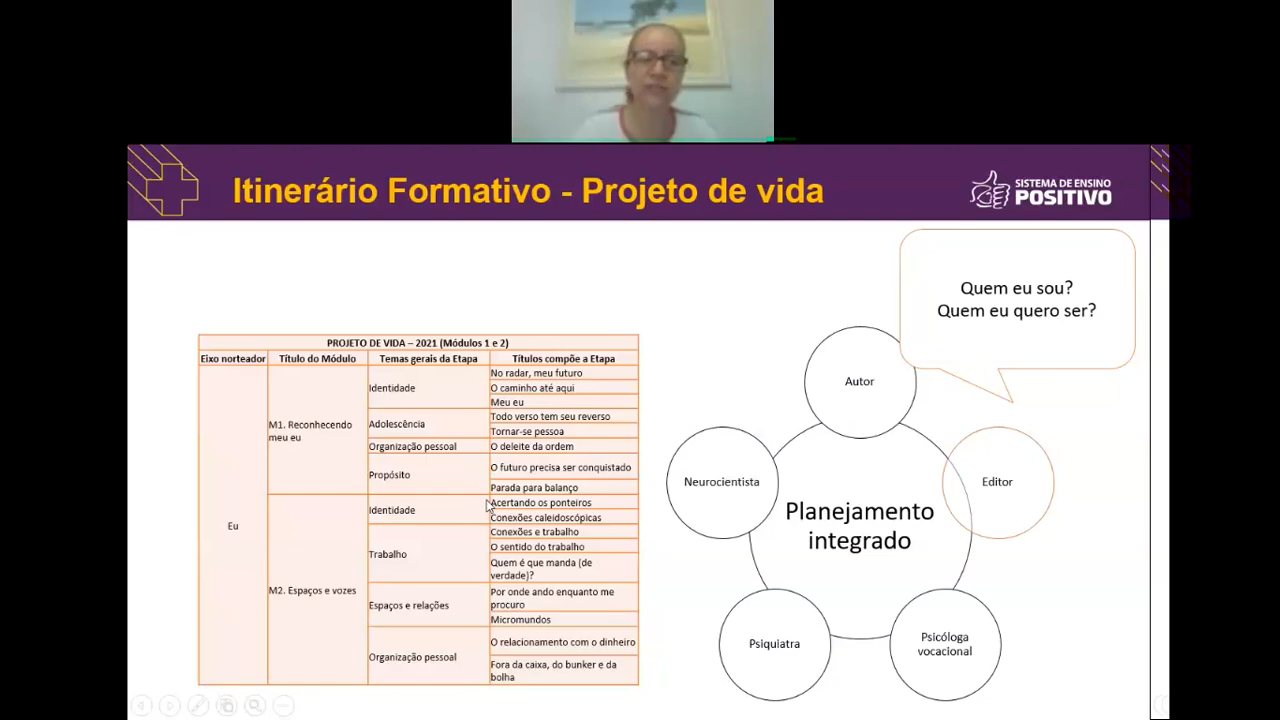 Itinerário Formativo - Projeto de vida
SISTEMA DE ENSINO
POSITIVO
Quem eu sou?
Quem eu quero ser?
PROJETO DE VIDA – 2021 (Módulos 1 e 2)
Eixo norteador
Título do Módulo
Temas gerais da Etapa
Títulos compõe a Etapa
Eu
M1. Reconhecendo
meu eu
Identidade
No radar, meu futuro
O caminho até aqui
Meu eu
Adolescência
Todo verso tem seu reverso
Tornar-se pessoa
Organização pessoal
O deleite da ordem
Propósito
O futuro precisa ser conquistado
Parada para balanço
M2. Espaços e vozes
Identidade
Acertando os ponteiros
Conexões caleidoscópicas
Trabalho
Conexões e trabalho
O sentido do trabalho
Quem é que manda (de
verdade)?
Espaços e relações
Por onde ando enquanto me
procuro
Micromundos
Organização pessoal
O relacionamento com o dinheiro
Fora da caixa, do bunker e da
bolha
Autor
Neurocientista
Editor
Planejamento
integrado
Psiquiatra
Psicóloga
vocacional